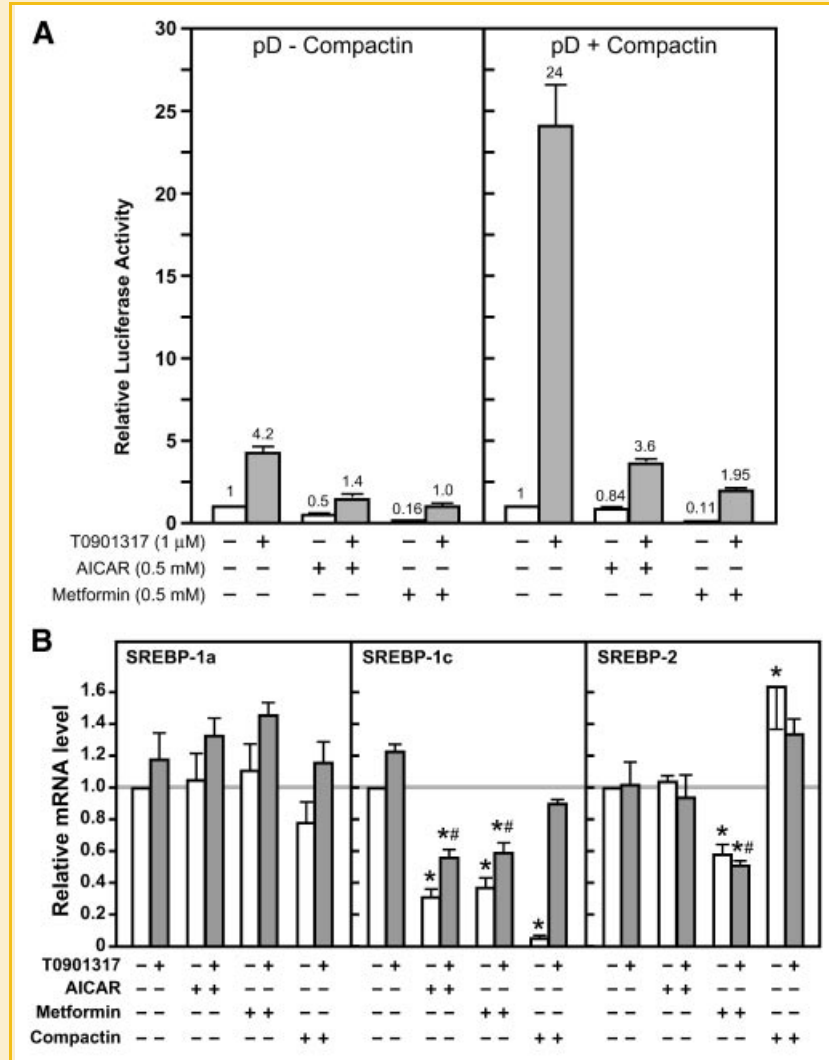 A
pD - Compactin
pD + Compactin
Relative Luciferase Activity
30
25
20
15
10
5
0
1
4.2
0.5
1.4
0.16
1.0
1
24
0.84
3.6
0.11
1.95
T0901317 (1 μM) − + − + − + − + − + − +
AICAR (0.5 mM) − − + + − − − − + + − −
Metformin (0.5 mM) − − − − + + − − − − + +
B
SREBP-1a
SREBP-1c
SREBP-2
Relative mRNA level
1.6
1.4
1.2
1.0
0.8
0.6
0.4
0.2
0
* *# * *# *
* *# *
T0901317 − + − + − + − + − + − + − + − + − + − + − + − +
AICAR − − + + − − − − − − + + − − − − − − + + − − − −
Metformin − − − − + + − − − − − − + + − − − − − − + + − −
Compactin − − − − − − + + − − − − − − + + − − − − − − + +